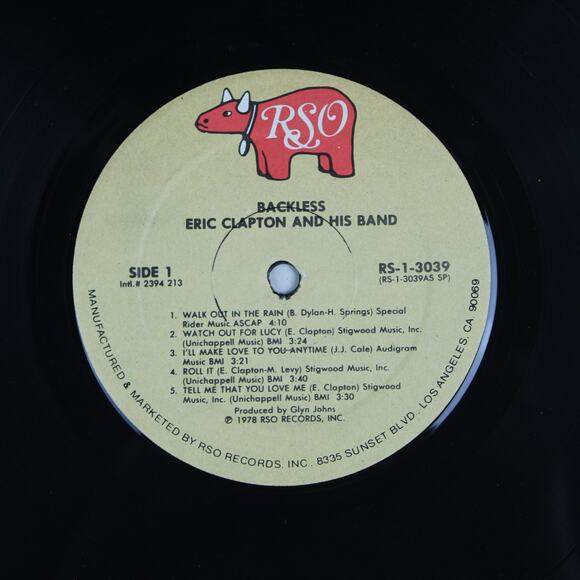 RSO
BACKLESS
ERIC CLAPTON AND HIS BAND
SIDE 1
Intl.# 2394 213
RS-1-3039
(RS-1-3039AS SP)
1. WALK OUT IN THE RAIN (B. Dylan-H. Springs) Special
Rider Music ASCAP 4:10
2. WATCH OUT FOR LUCY (E. Clapton) Stigwood Music, Inc.
(Unichappell Music) BMI 3:24
3. I'LL MAKE LOVE TO YOU ANYTIME (J.J. Cale) Audigram
Music BMI 3:21
4. ROLL IT (E. Clapton-M. Levy) Stigwood Music, Inc.
(Unichappell Music) BMI 3:40
5. TELL ME THAT YOU LOVE ME (E. Clapton) Stigwood
Music, Inc. (Unichappell Music) BMI 3:30
Produced by Glyn Johns
℗ 1978 RSO RECORDS, INC.
MANUFACTURED & MARKETED BY RSO RECORDS, INC. 8335 SUNSET BLVD. LOS ANGELES, CA 90069